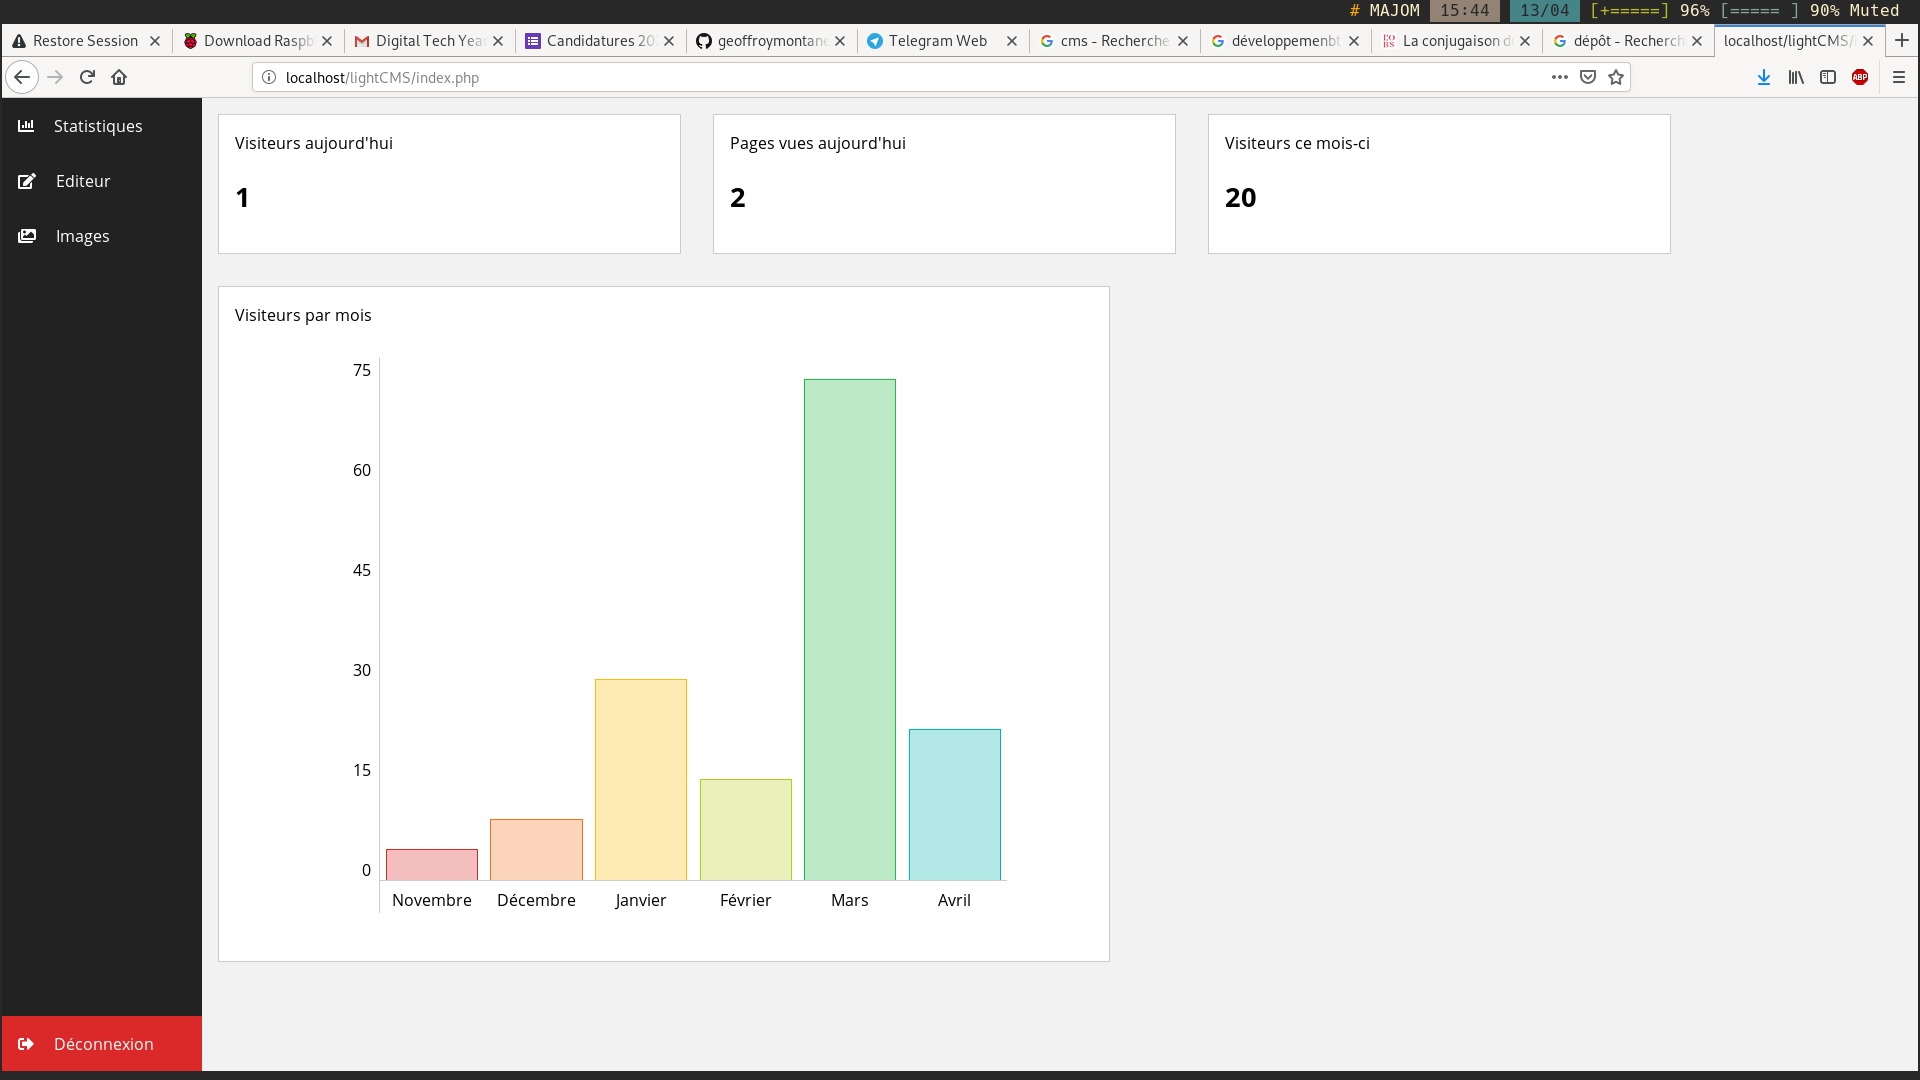 # MAJOM 15:44 13/04 [+=====] 96% [===== ] 90% Muted
Restore Session Download Raspb Digital Tech Yea Candidatures 20 geoffroymontane Telegram Web cms - Recherche développemenbt La conjugaison d dépôt - Recherch localhost/lightCMS/
localhost/lightCMS/index.php
ABP
Statistiques
Editeur
Images
Déconnexion
Visiteurs aujourd'hui
1
Pages vues aujourd'hui
2
Visiteurs ce mois-ci
20
Visiteurs par mois
75
60
45
30
15
0
Novembre Décembre Janvier Février Mars Avril